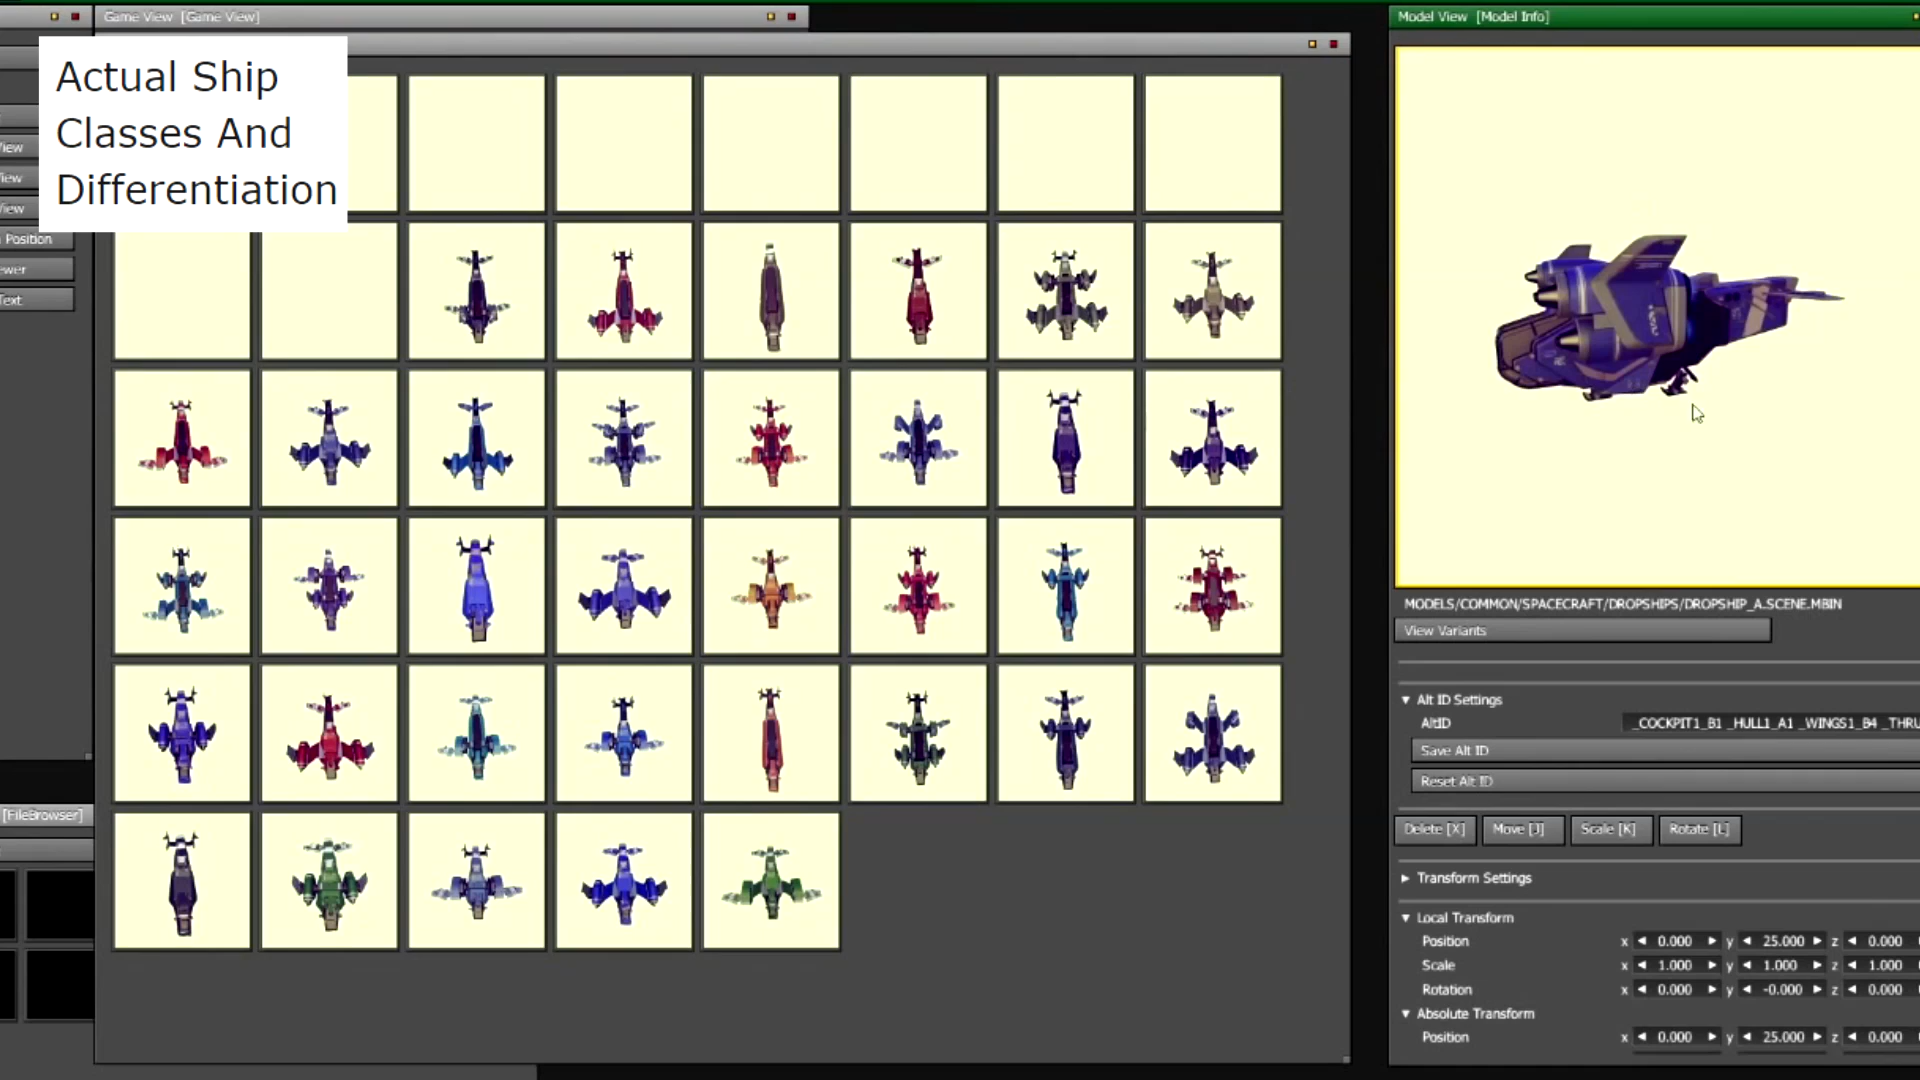 Game View [Game View]
Model View [Model Info]
Actual Ship
Classes And
Differentiation
View
View
View
Position
Text
[FileBrowser]
MODELS/COMMON/SPACECRAFT/DROPSHIPS/DROPSHIP_A.SCENE.MBIN
View Variants
Alt ID Settings
AltID _COCKPIT1_B1 _HULL1_A1 _WINGS1_B4 _THRU
Save Alt ID
Reset Alt ID
Delete [X] Move [J] Scale [K] Rotate [L]
Transform Settings
Local Transform
Position x 0.000 y 25.000 z 0.000
Scale x 1.000 y 1.000 z 1.000
Rotation x 0.000 y -0.000 z 0.000
Absolute Transform
Position x 0.000 y 25.000 z 0.000